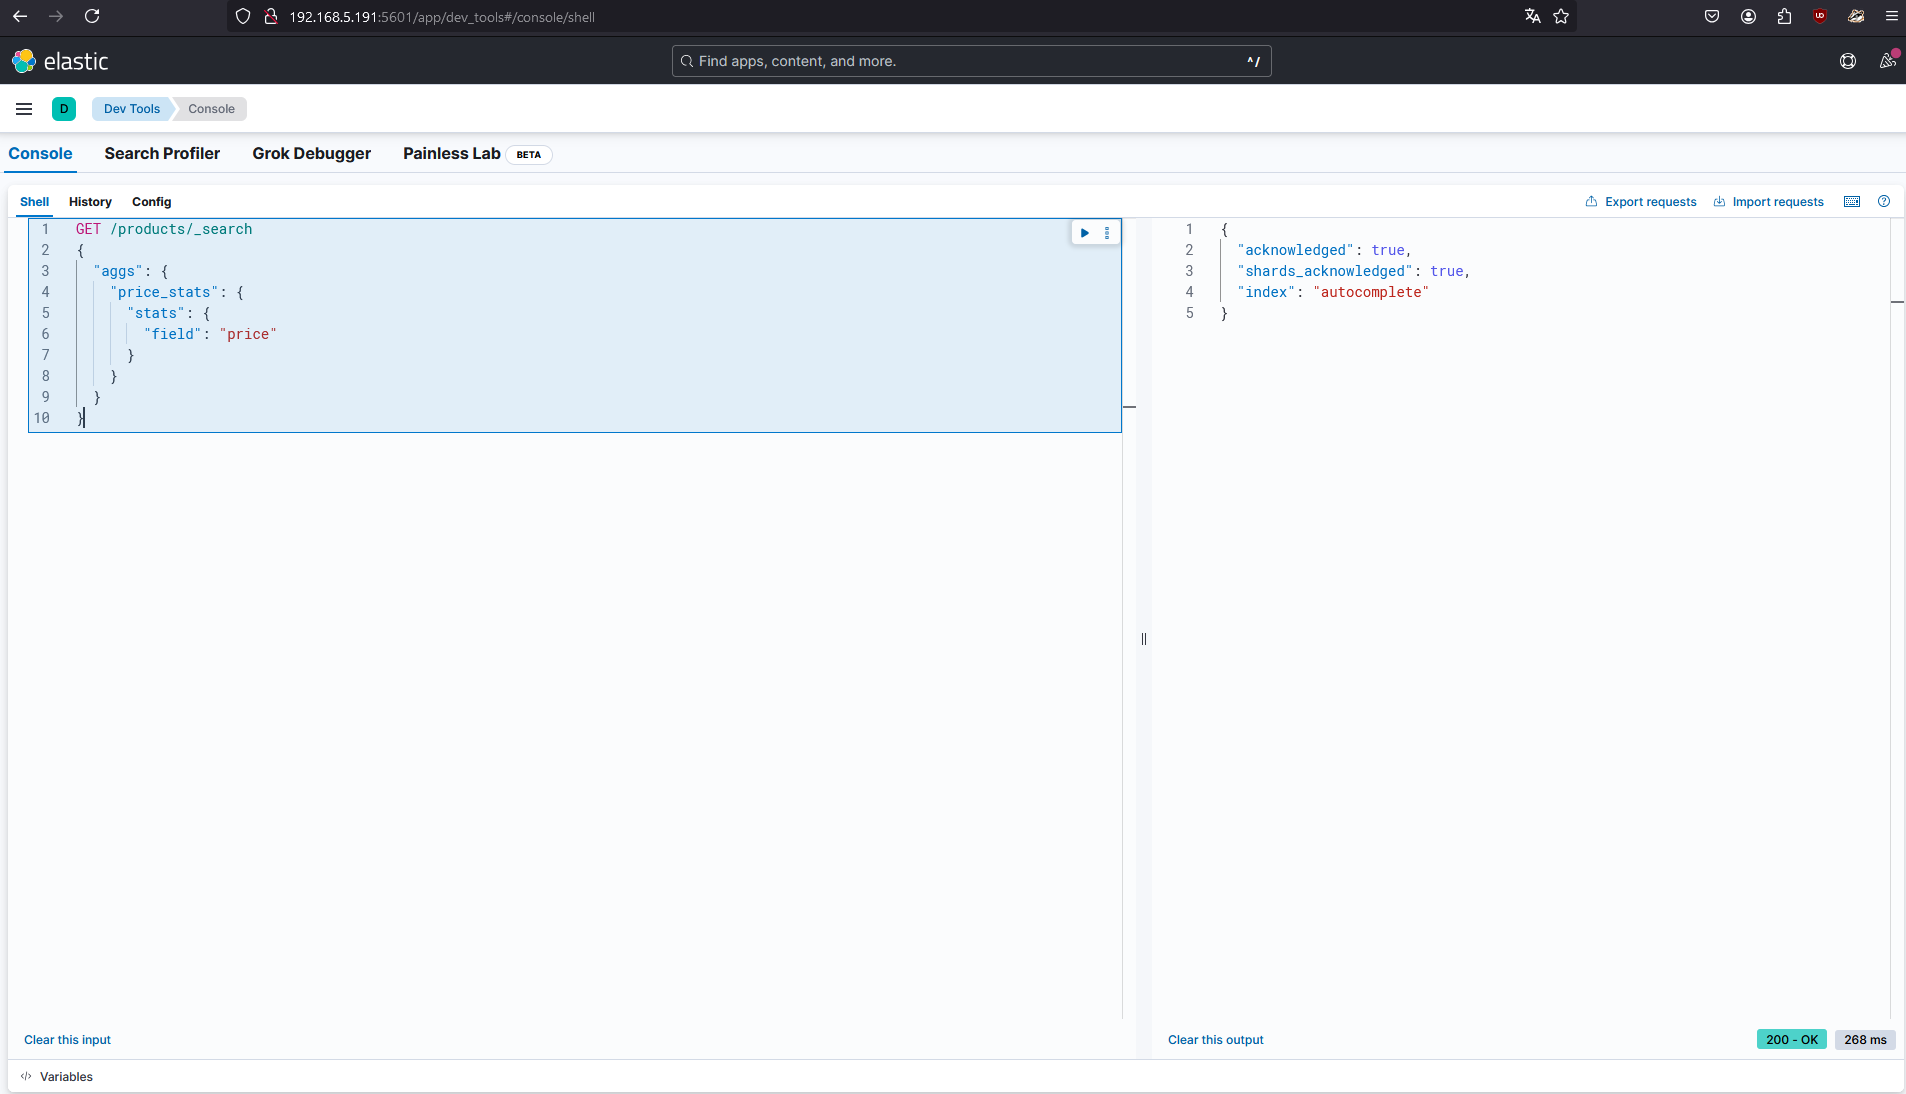 192.168.5.191:5601/app/dev_tools#/console/shell
elastic
Find apps, content, and more.
^ /
D
Dev Tools
Console
Console
Search Profiler
Grok Debugger
Painless Lab
BETA
Shell
History
Config
Export requests
Import requests
1 GET /products/_search
2 {
3 "aggs": {
4 "price_stats": {
5 "stats": {
6 "field": "price"
7 }
8 }
9 }
10 }
1 {
2 "acknowledged": true,
3 "shards_acknowledged": true,
4 "index": "autocomplete"
5 }
Clear this input
Clear this output
200 - OK
268 ms
</> Variables